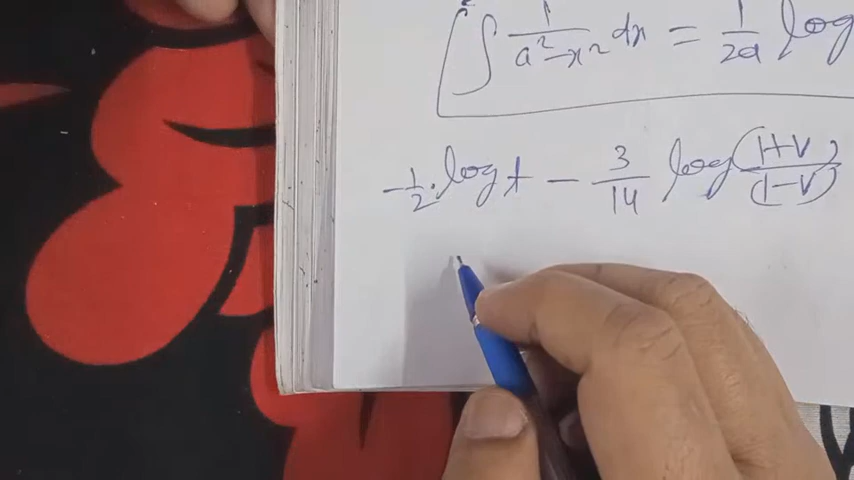 ∫ 1/(a² - x²) dx = 1/2a log
- 1/2 · log t - 3/14 log (1+v)/(1-v)